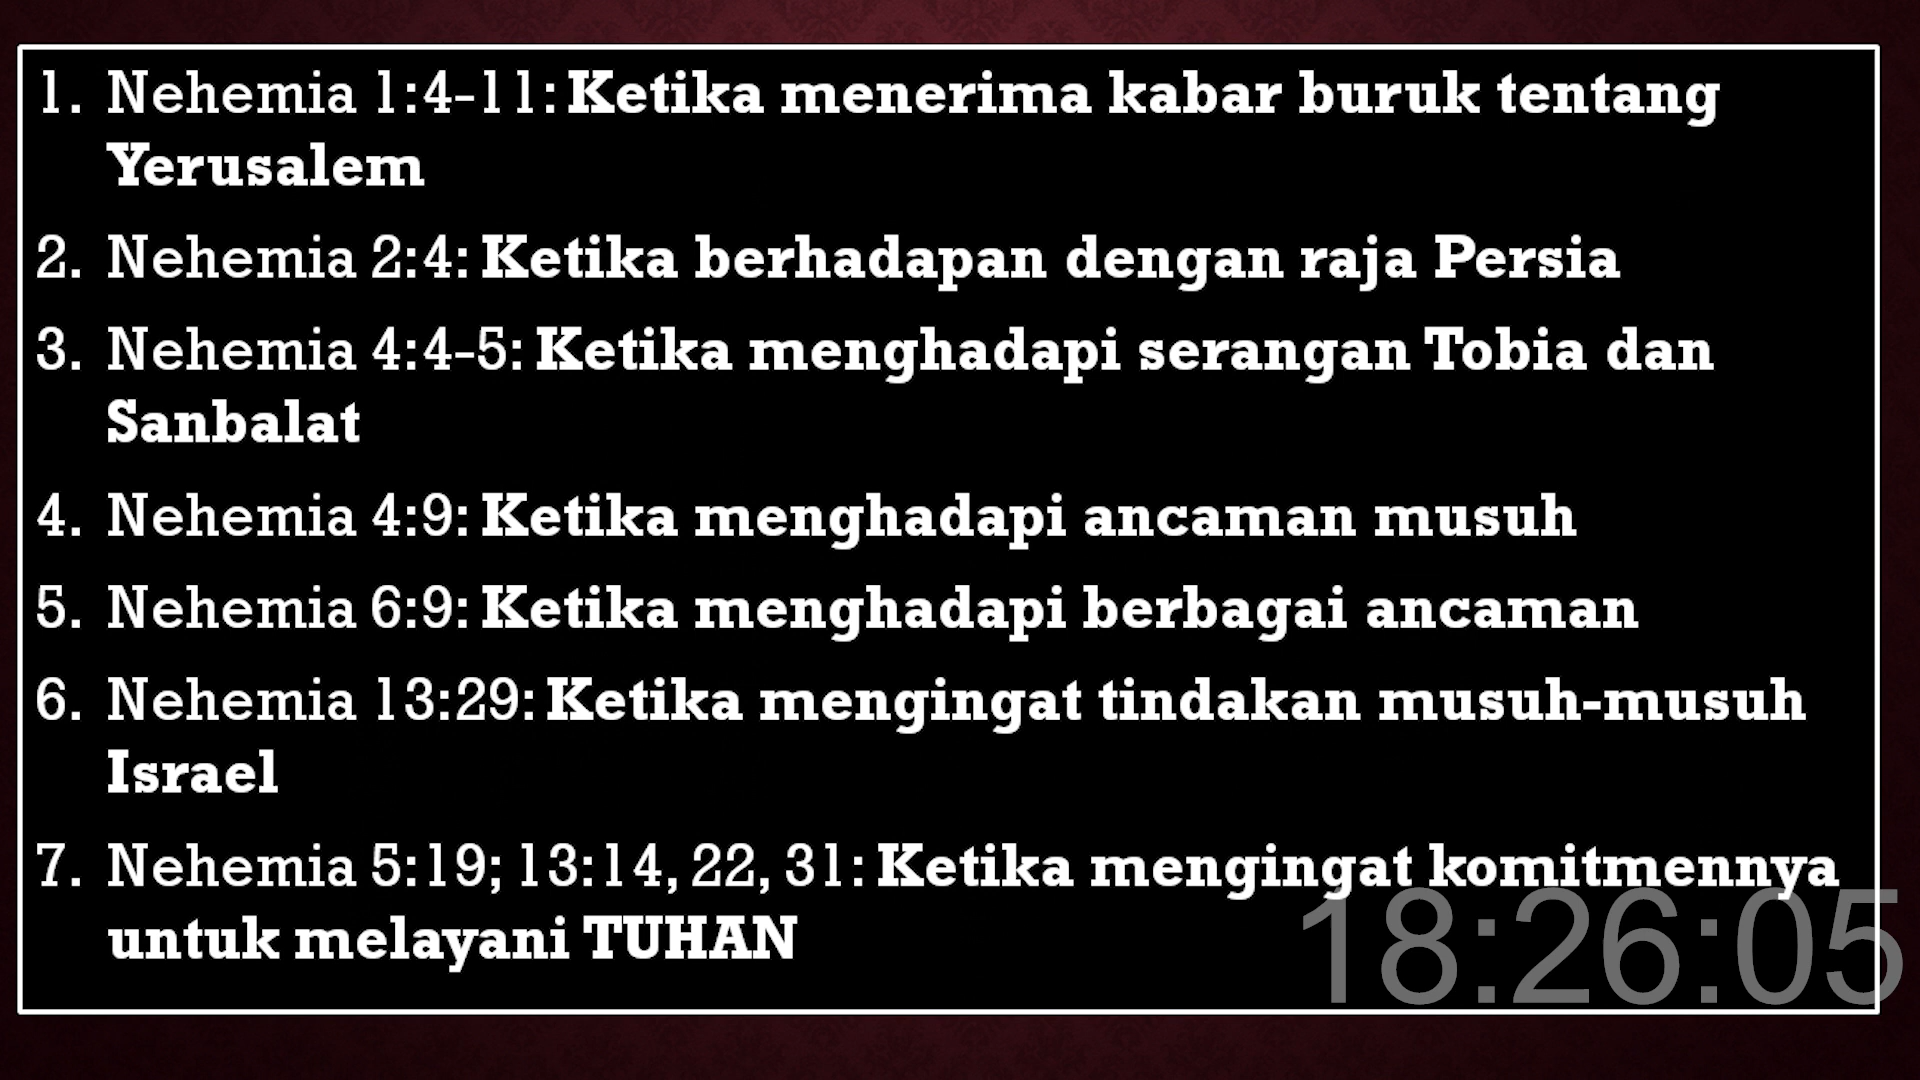 1. Nehemia 1:4-11: Ketika menerima kabar buruk tentang
Yerusalem
2. Nehemia 2:4: Ketika berhadapan dengan raja Persia
3. Nehemia 4:4-5: Ketika menghadapi serangan Tobia dan
Sanbalat
4. Nehemia 4:9: Ketika menghadapi ancaman musuh
5. Nehemia 6:9: Ketika menghadapi berbagai ancaman
6. Nehemia 13:29: Ketika mengingat tindakan musuh-musuh
Israel
7. Nehemia 5:19; 13:14, 22, 31: Ketika mengingat komitmennya
untuk melayani TUHAN
18:26:05